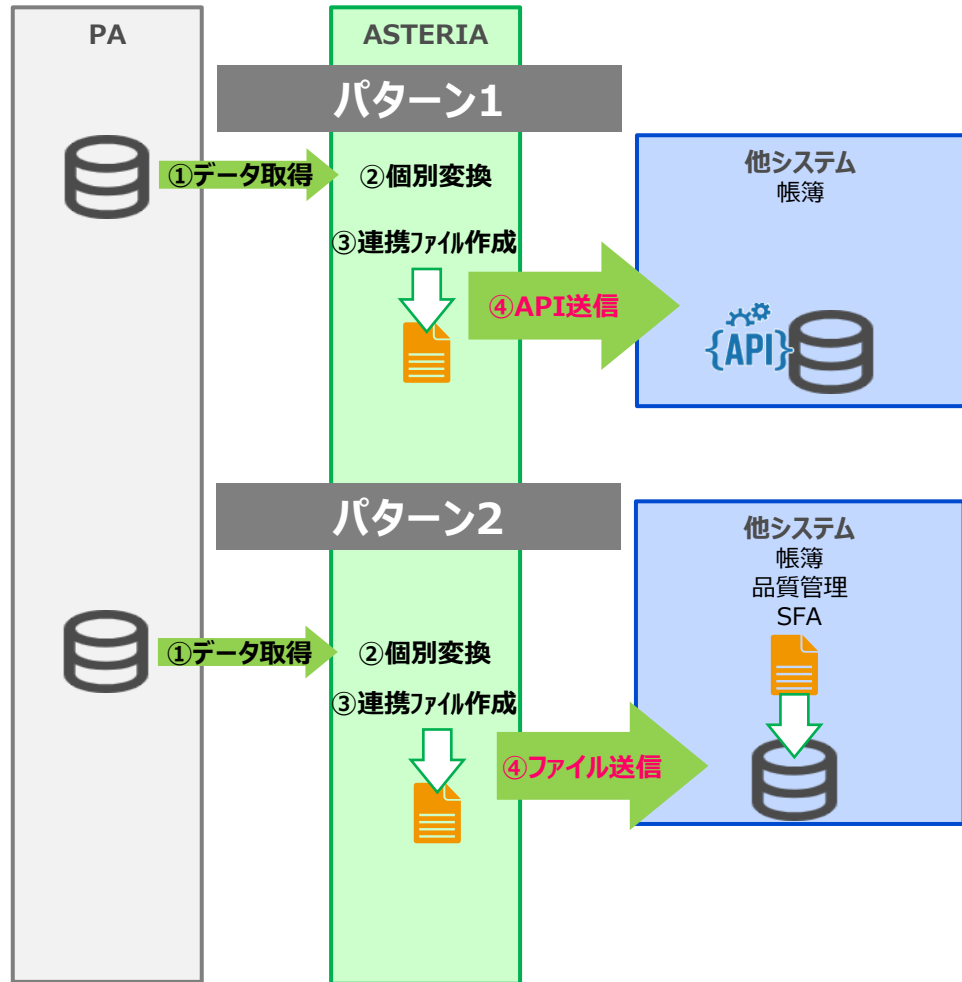 PA
ASTERIA
パターン1
①データ取得
②個別変換
③連携ファイル作成
④API送信
他システム
帳簿
{API}
パターン2
①データ取得
②個別変換
③連携ファイル作成
④ファイル送信
他システム
帳簿
品質管理
SFA